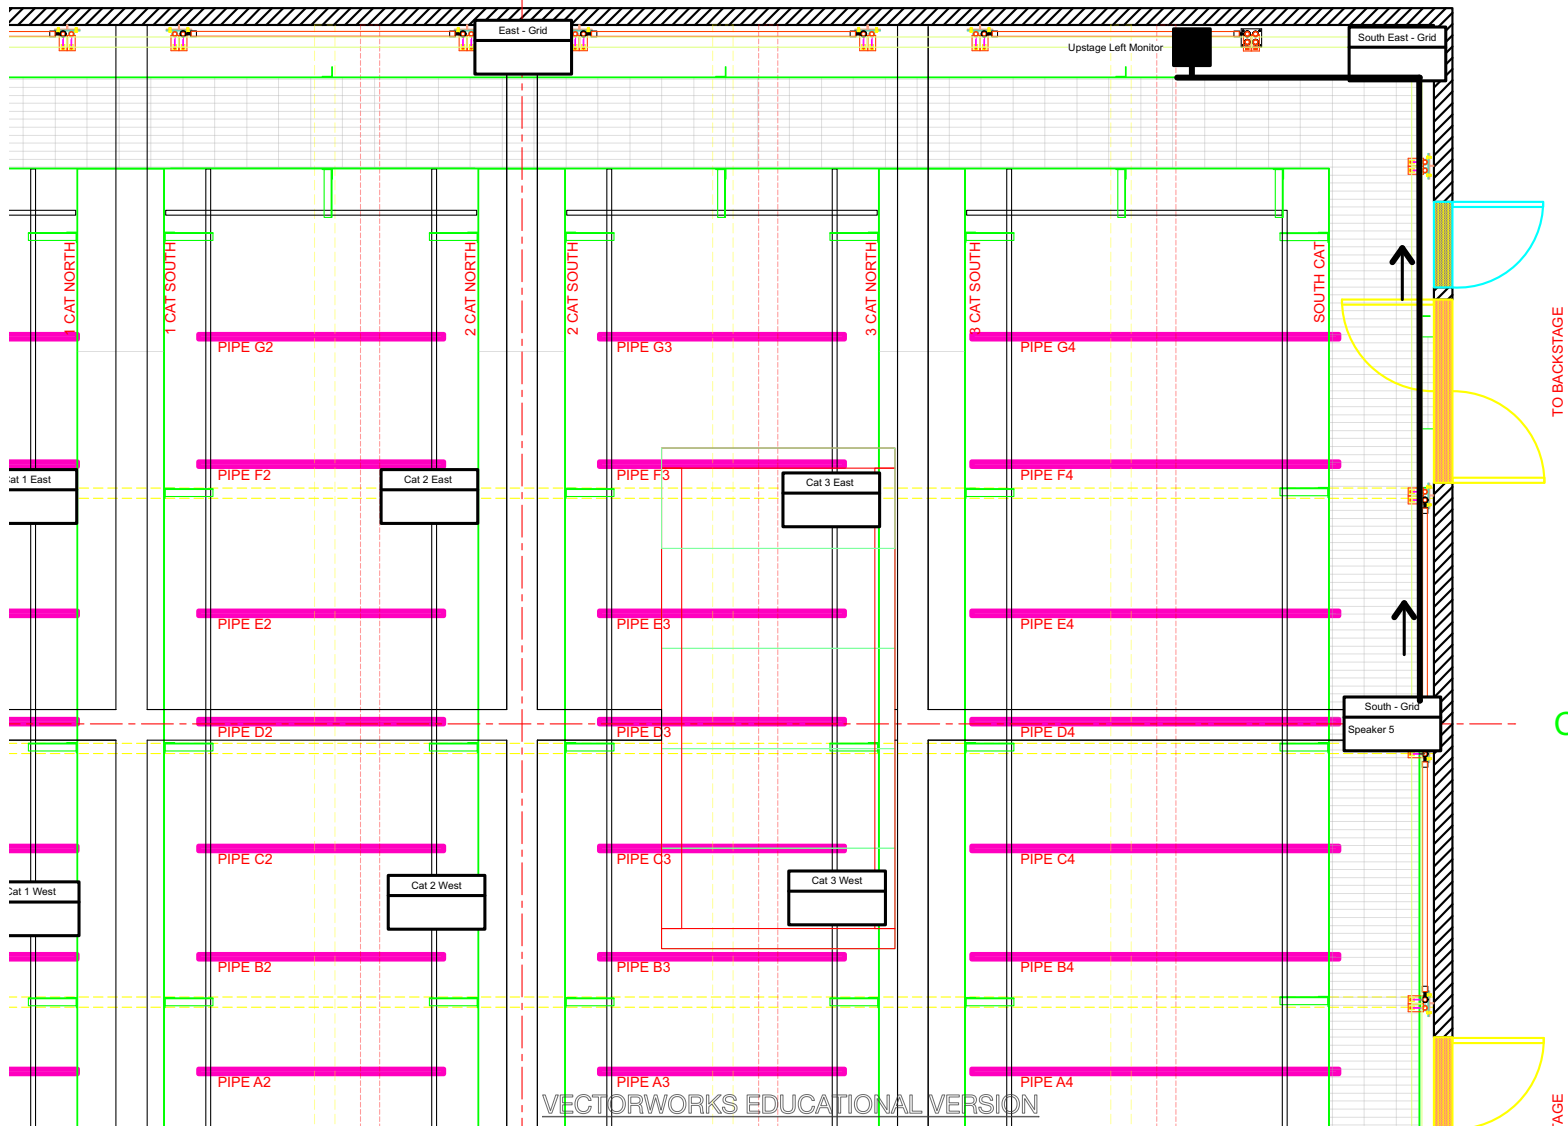 East - Grid
Upstage Left Monitor
South East - Grid
1 CAT NORTH
1 CAT SOUTH
2 CAT NORTH
2 CAT SOUTH
3 CAT NORTH
3 CAT SOUTH
SOUTH CAT
TO BACKSTAGE
PIPE G2
PIPE G3
PIPE G4
PIPE F2
PIPE F3
PIPE F4
Cat 1 East
Cat 2 East
Cat 3 East
PIPE E2
PIPE E3
PIPE E4
South - Grid
Speaker 5
PIPE D2
PIPE D3
PIPE D4
PIPE C2
PIPE C3
PIPE C4
Cat 1 West
Cat 2 West
Cat 3 West
PIPE B2
PIPE B3
PIPE B4
PIPE A2
PIPE A3
PIPE A4
VECTORWORKS EDUCATIONAL VERSION